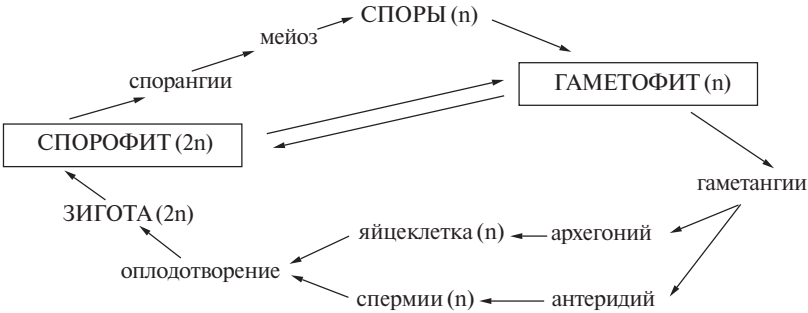 СПОРЫ (n)
мейоз
спорангии
ГАМЕТОФИТ (n)
СПОРОФИТ (2n)
гаметангии
ЗИГОТА (2n)
яйцеклетка (n)
архегоний
оплодотворение
спермии (n)
антеридий